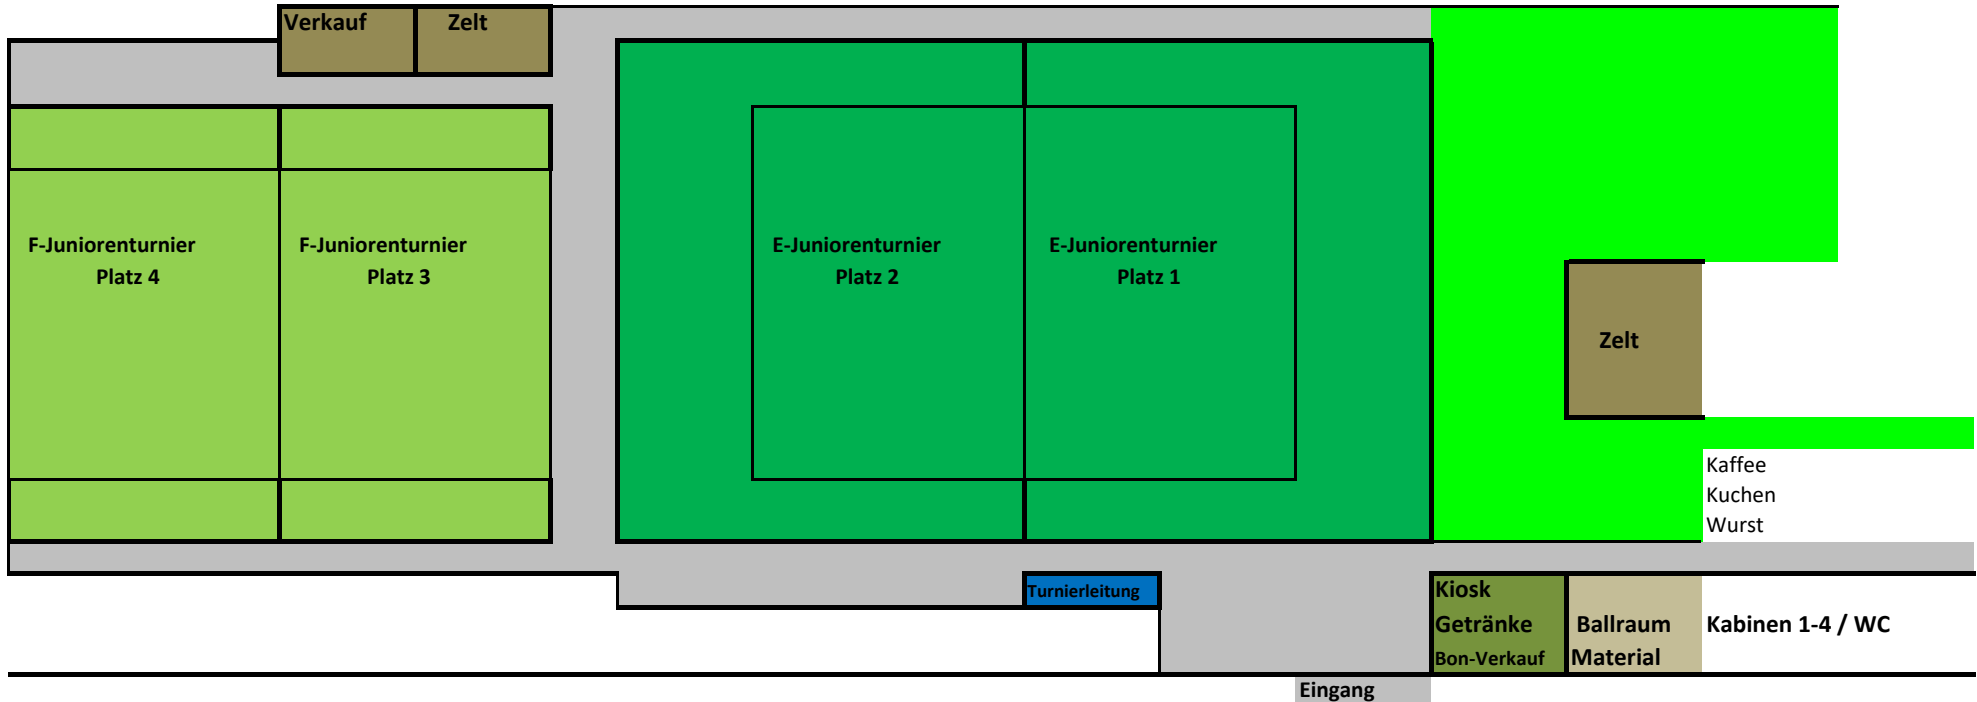 Verkauf Zelt
F-Juniorenturnier
Platz 4
F-Juniorenturnier
Platz 3
E-Juniorenturnier
Platz 2
E-Juniorenturnier
Platz 1
Zelt
Kaffee
Kuchen
Wurst
Turnierleitung
Kiosk
Getränke
Bon-Verkauf
Ballraum
Material
Kabinen 1-4 / WC
Eingang